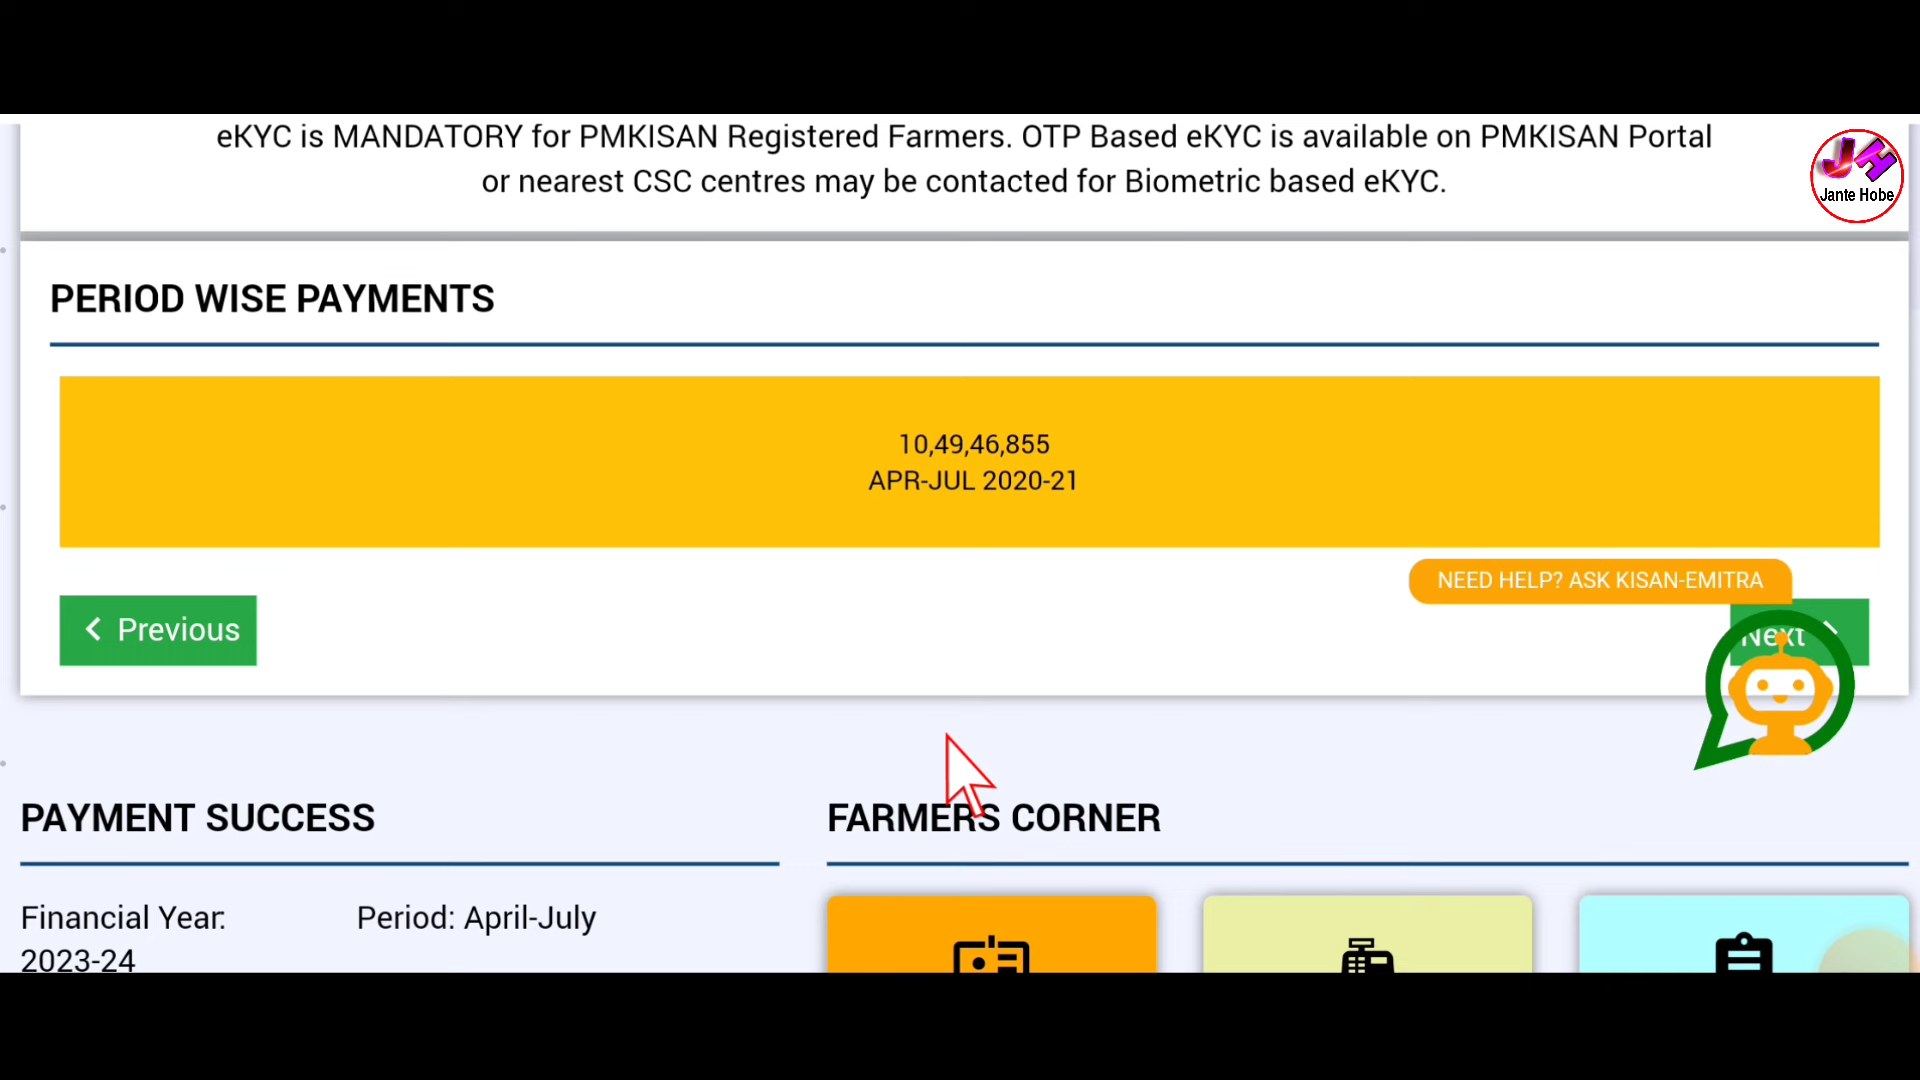 eKYC is MANDATORY for PMKISAN Registered Farmers. OTP Based eKYC is available on PMKISAN Portal
or nearest CSC centres may be contacted for Biometric based eKYC.
JH
Jante Hobe
PERIOD WISE PAYMENTS
10,49,46,855
APR-JUL 2020-21
NEED HELP? ASK KISAN-EMITRA
Previous
Next
PAYMENT SUCCESS
FARMERS CORNER
Financial Year:
Period: April-July
2023-24